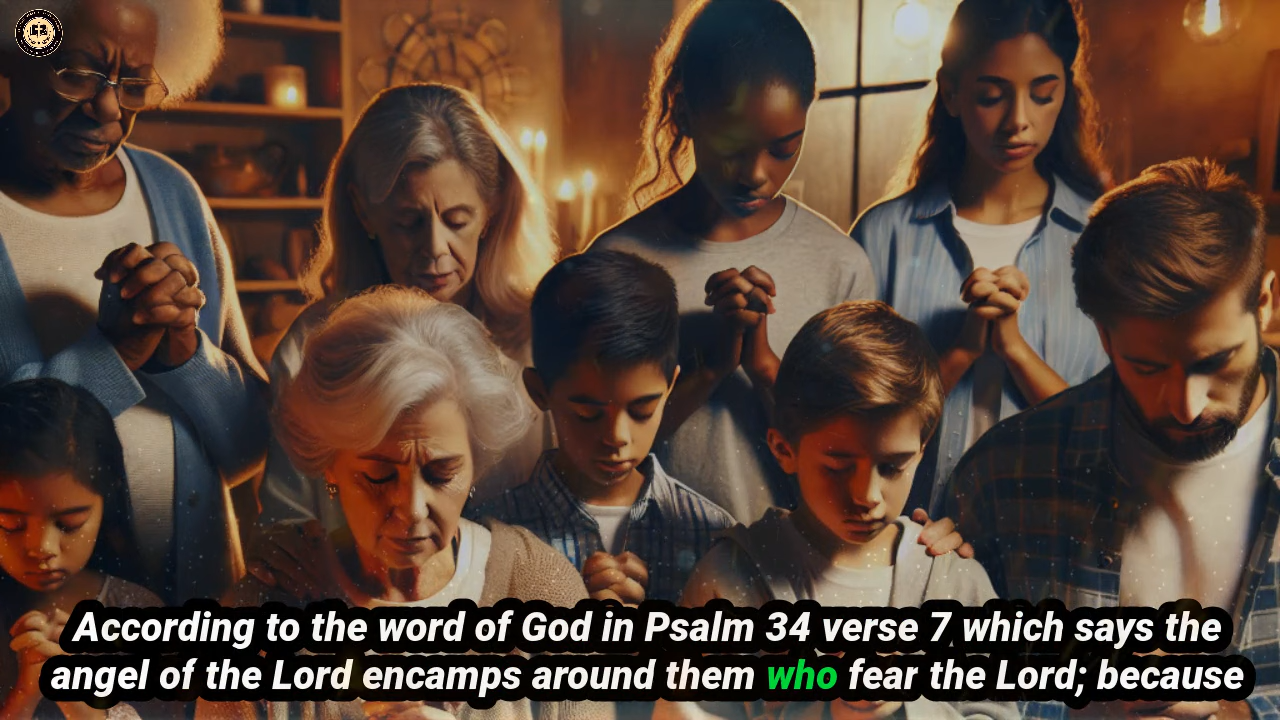 According to the word of God in Psalm 34 verse 7 which says the
angel of the Lord encamps around them who fear the Lord; because